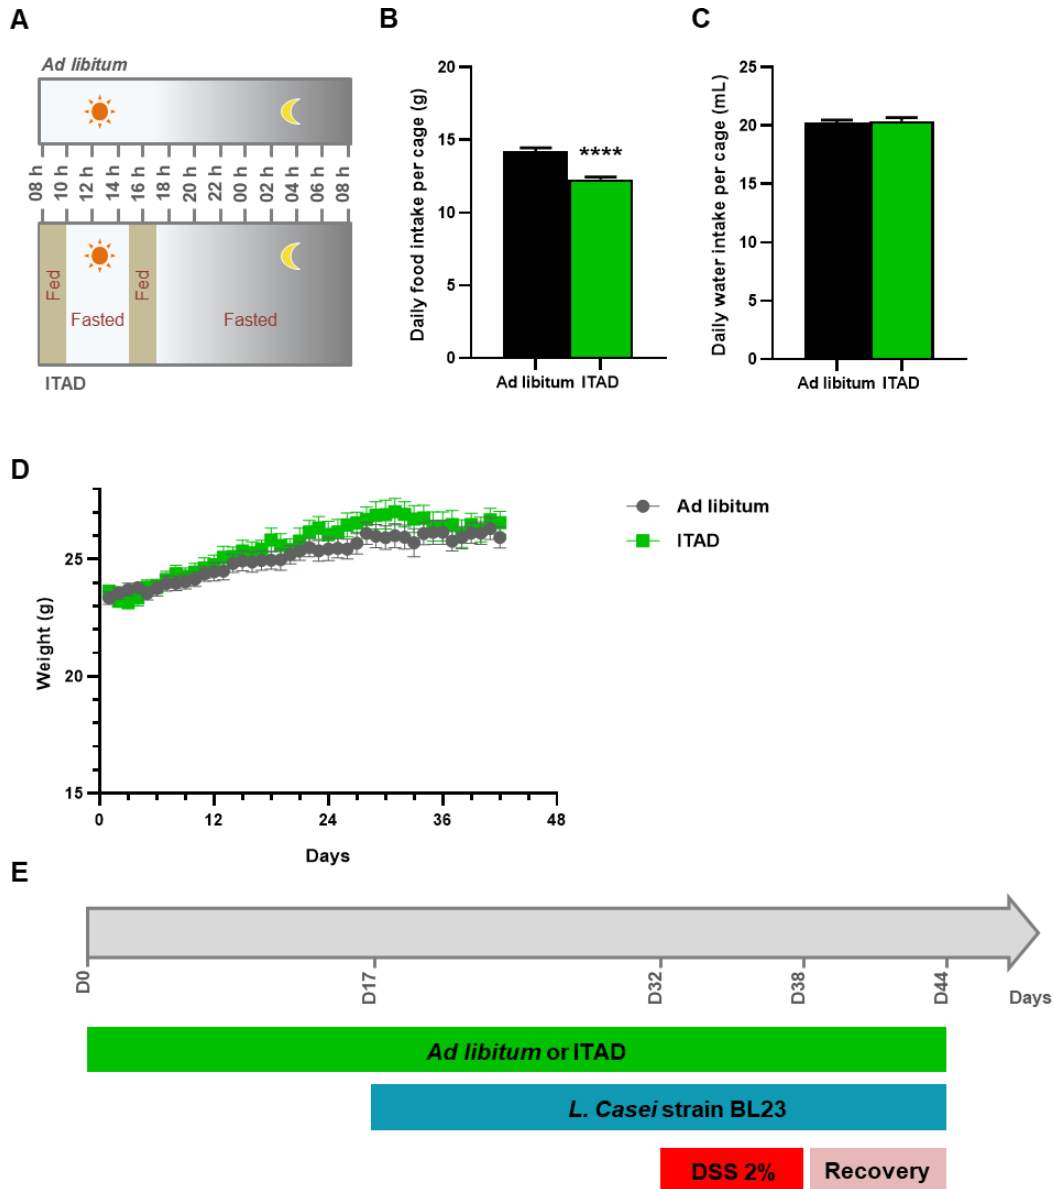 A
Ad libitum
08 h
10 h
12 h
14 h
16 h
18 h
20 h
22 h
00 h
02 h
04 h
06 h
08 h
Fed
Fasted
Fed
Fasted
ITAD
B
Daily food intake per cage (g)
20
15
10
5
0
****
Ad libitum ITAD
C
Daily water intake per cage (mL)
25
20
15
10
5
0
Ad libitum ITAD
D
Weight (g)
25
20
15
0 12 24 36 48
Days
Ad libitum
ITAD
E
D0
D17
D32
D38
D44
Days
Ad libitum or ITAD
L. Casei strain BL23
DSS 2%
Recovery